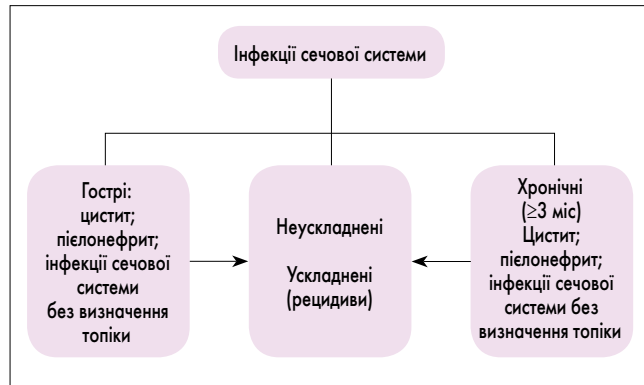 Інфекції сечової системи
Гострі:
цистит;
пієлонефрит;
інфекції сечової
системи
без визначення
топіки
Неускладнені
Ускладнені
(рецидиви)
Хронічні
(≥3 міс)
Цистит;
пієлонефрит;
інфекції сечової
системи без
визначення топіки